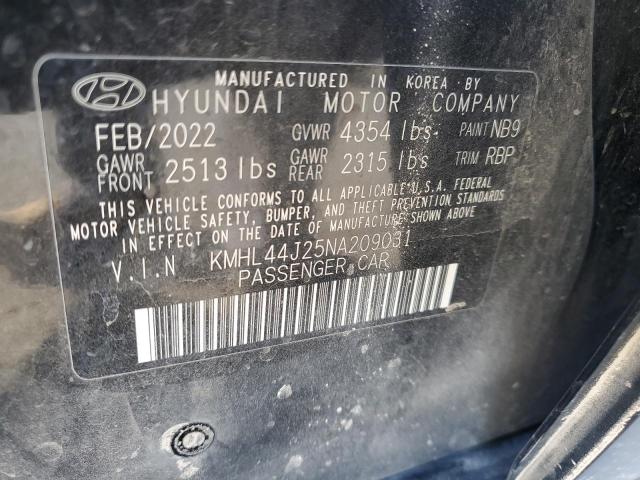 MANUFACTURED IN KOREA BY
HYUNDAI MOTOR COMPANY
FEB/2022 GVWR 4354 lbs PAINT NB9
GAWR FRONT 2513 lbs GAWR REAR 2315 lbs TRIM RBP
THIS VEHICLE CONFORMS TO ALL APPLICABLE U.S.A. FEDERAL
MOTOR VEHICLE SAFETY, BUMPER, AND THEFT PREVENTION STANDARDS
IN EFFECT ON THE DATE OF MANUFACTURE SHOWN ABOVE.
V.I.N KMHL44J25NA209031
PASSENGER CAR